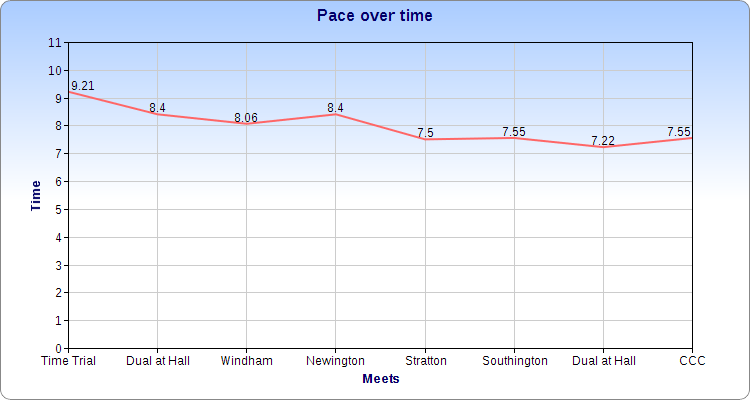 Pace over time
11
10
9
8
7
6
5
4
3
2
1
0
Time
9.21
8.4
8.06
8.4
7.5
7.55
7.22
7.55
Time Trial
Dual at Hall
Windham
Newington
Stratton
Southington
Dual at Hall
CCC
Meets